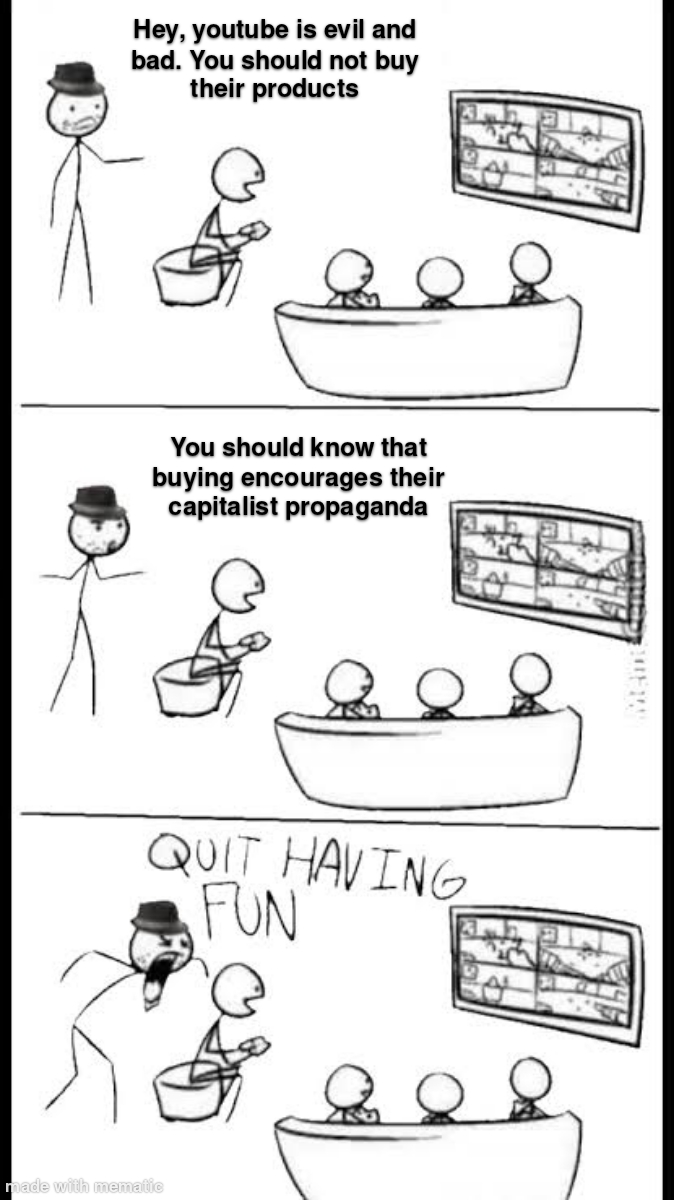 Hey, youtube is evil and
bad. You should not buy
their products
You should know that
buying encourages their
capitalist propaganda
QUIT HAVING
FUN
made with mematic